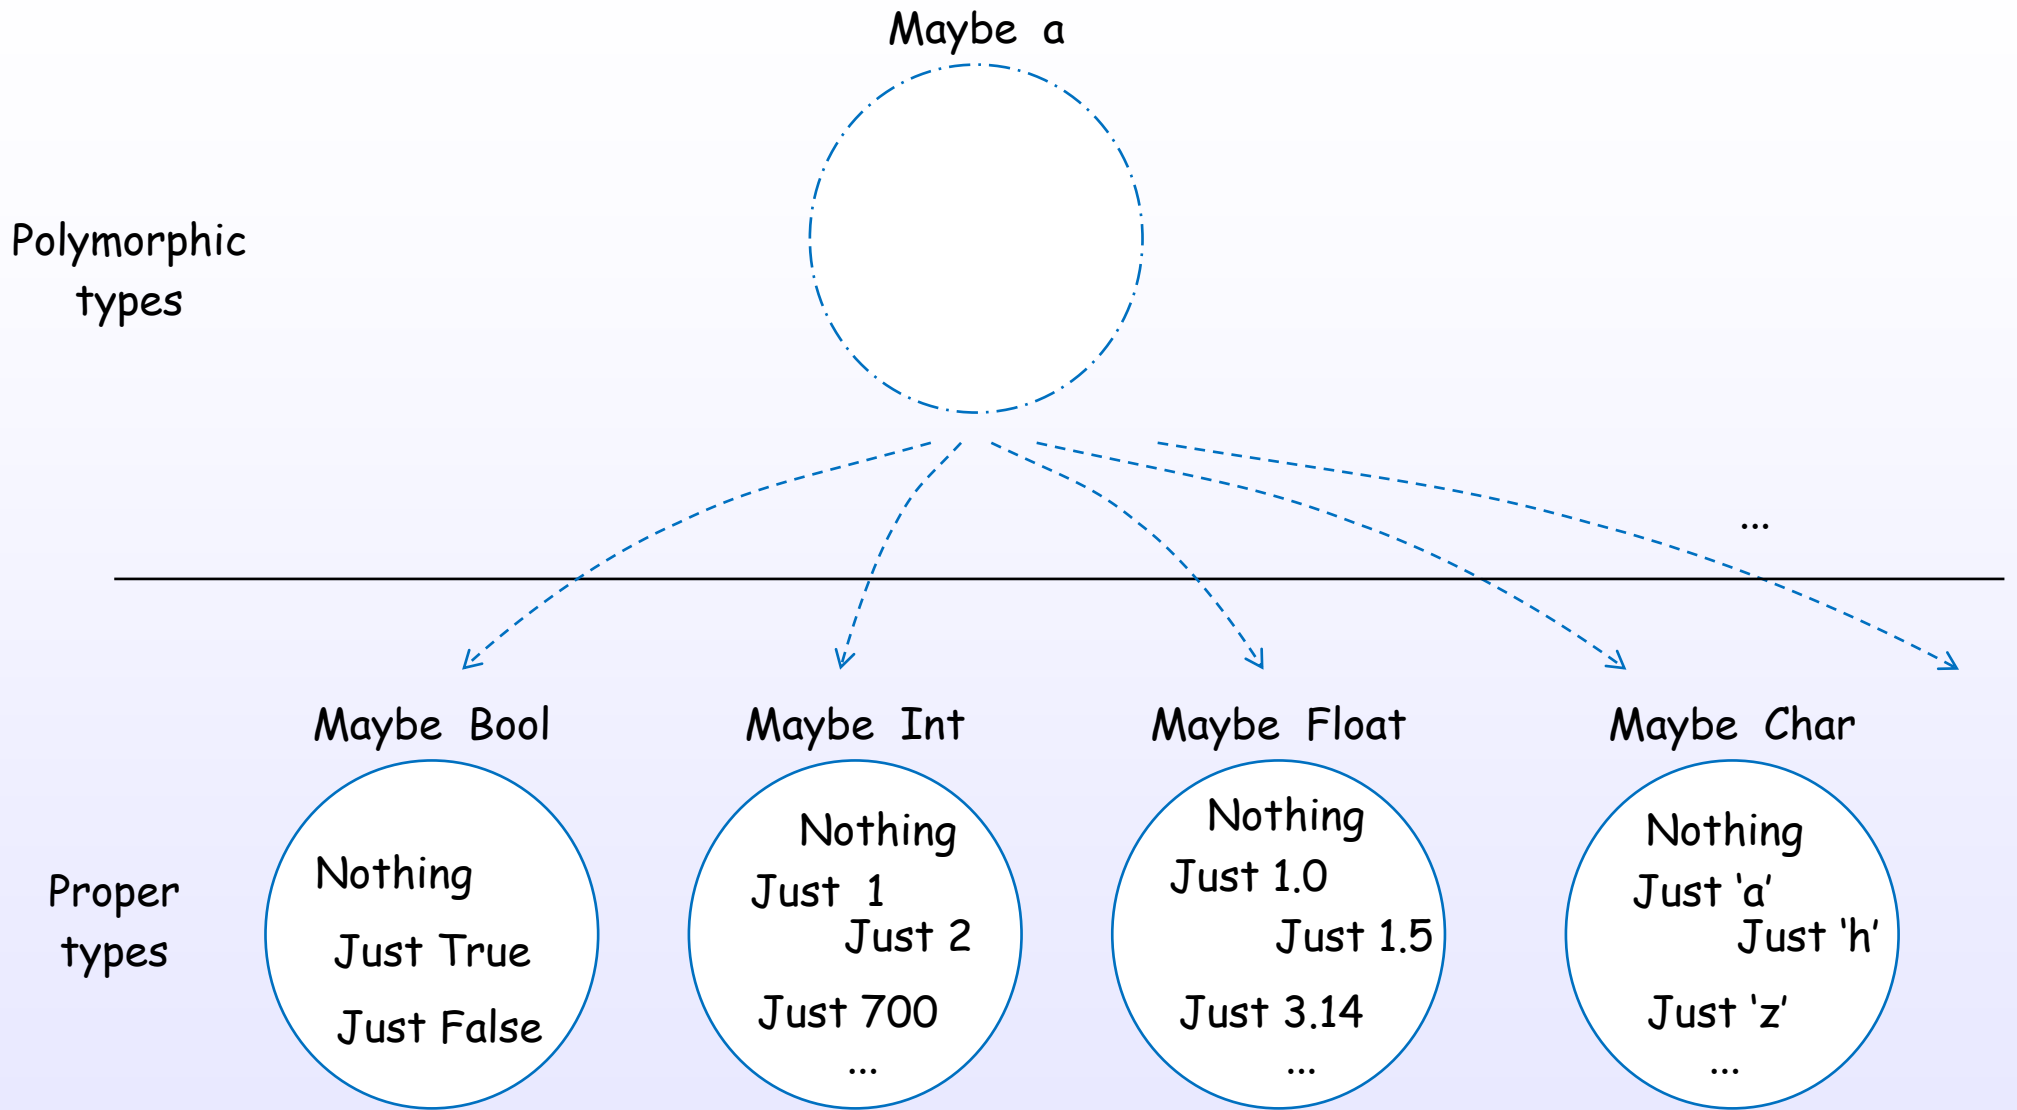 Maybe a
Polymorphic
types
...
Maybe Bool
Maybe Int
Maybe Float
Maybe Char
Proper
types
Nothing
Just True
Just False
Nothing
Just 1
Just 2
Just 700
...
Nothing
Just 1.0
Just 1.5
Just 3.14
...
Nothing
Just ‘a’
Just ‘h’
Just ‘z’
...